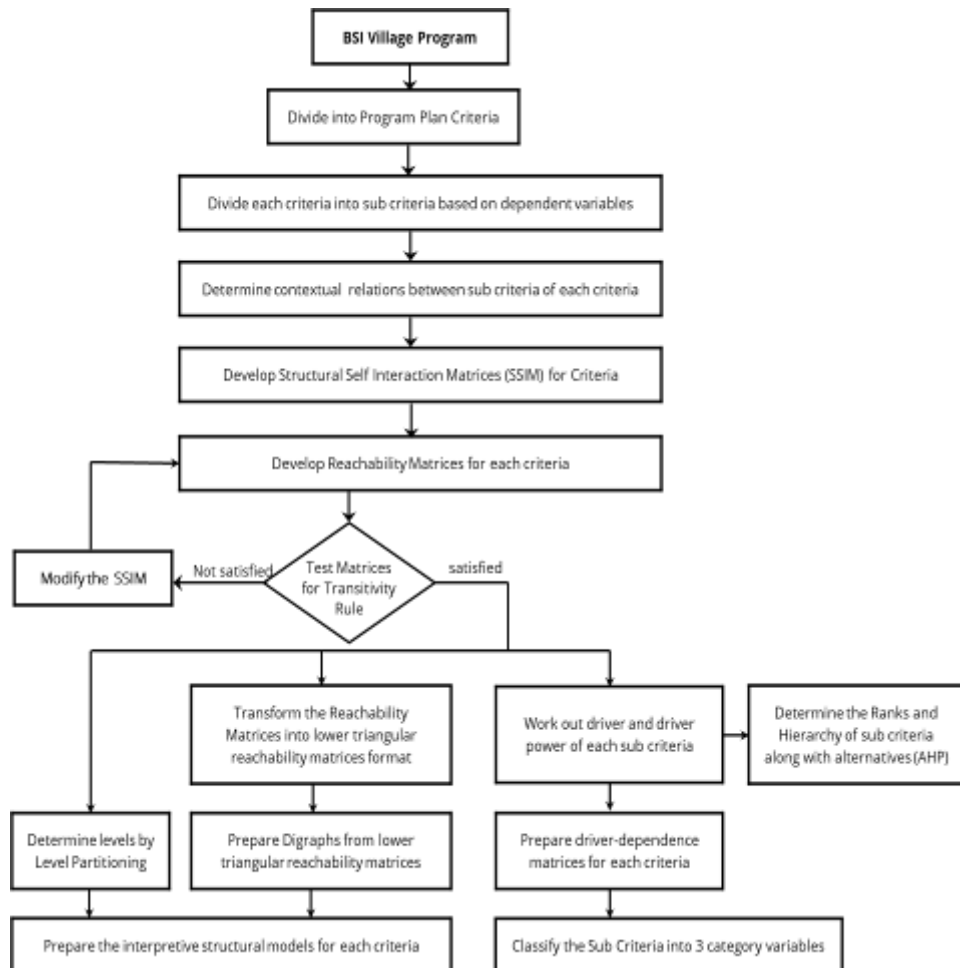 BSI Village Program
Divide into Program Plan Criteria
Divide each criteria into sub criteria based on dependent variables
Determine contextual relations between sub criteria of each criteria
Develop Structural Self Interaction Matrices (SSIM) for Criteria
Develop Reachability Matrices for each criteria
Modify the SSIM
Not satisfied
Test Matrices
for Transitivity
Rule
satisfied
Transform the Reachability
Matrices into lower triangular
reachability matrices format
Work out driver and driver
power of each sub criteria
Determine the Ranks and
Hierarchy of sub criteria
along with alternatives (AHP)
Determine levels by
Level Partitioning
Prepare Digraphs from lower
triangular reachability matrices
Prepare driver-dependence
matrices for each criteria
Prepare the interpretive structural models for each criteria
Classify the Sub Criteria into 3 category variables